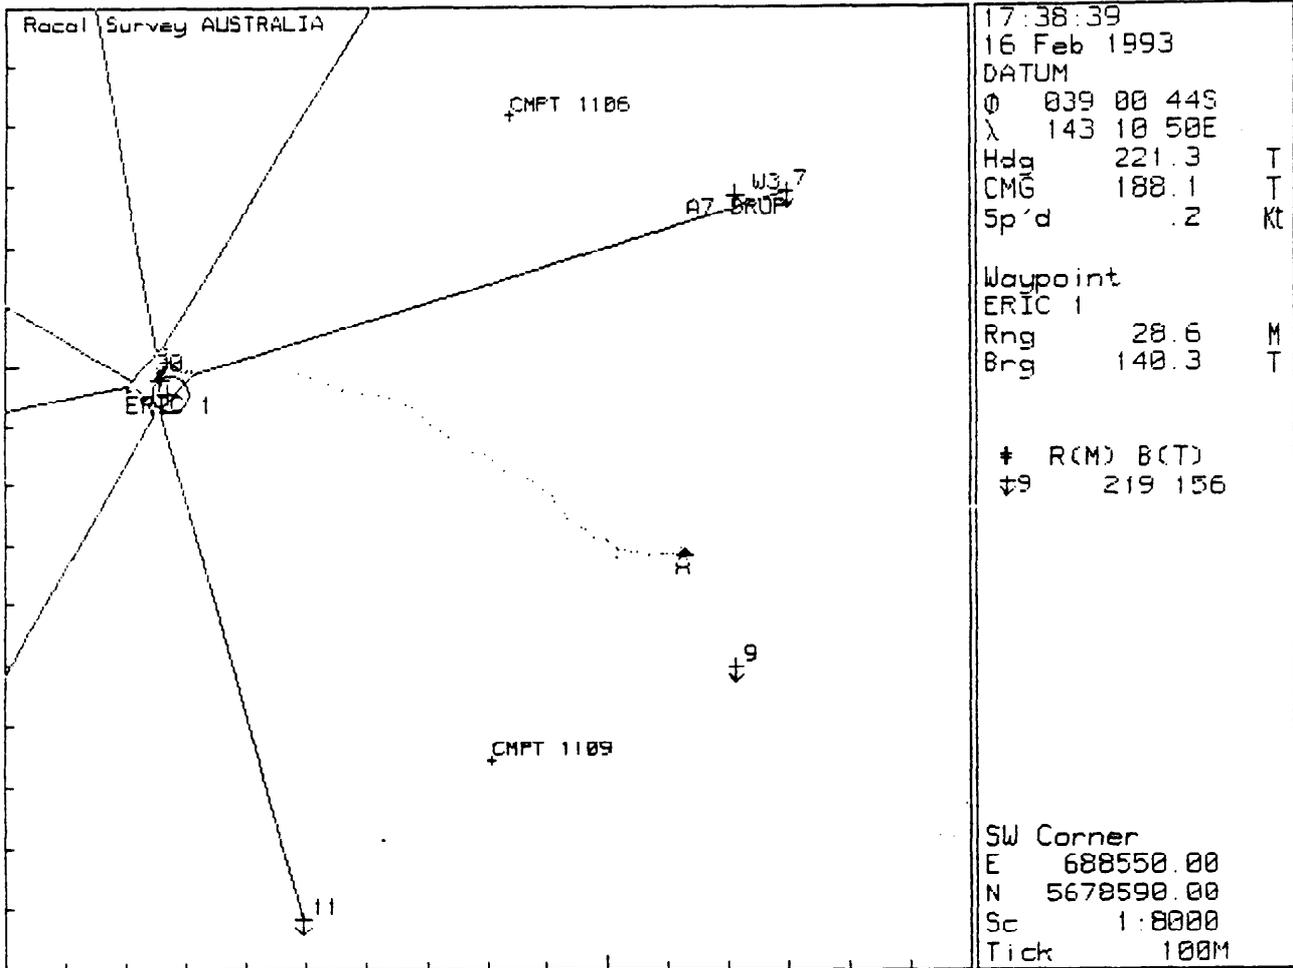 Racal Survey AUSTRALIA
CMPT 1106
W3 7
A7 DROP
ERIC 1
9
CMPT 1109
11
17:38:39
16 Feb 1993
DATUM
Φ 039 00 44S
λ 143 10 50E
Hdg 221.3 T
CMG 188.1 T
Sp'd .2 Kt
Waypoint
ERIC 1
Rng 28.6 M
Brg 140.3 T
R(M) B(T)
9 219 156
SW Corner
E 688550.00
N 5678590.00
Sc 1:8000
Tick 100M